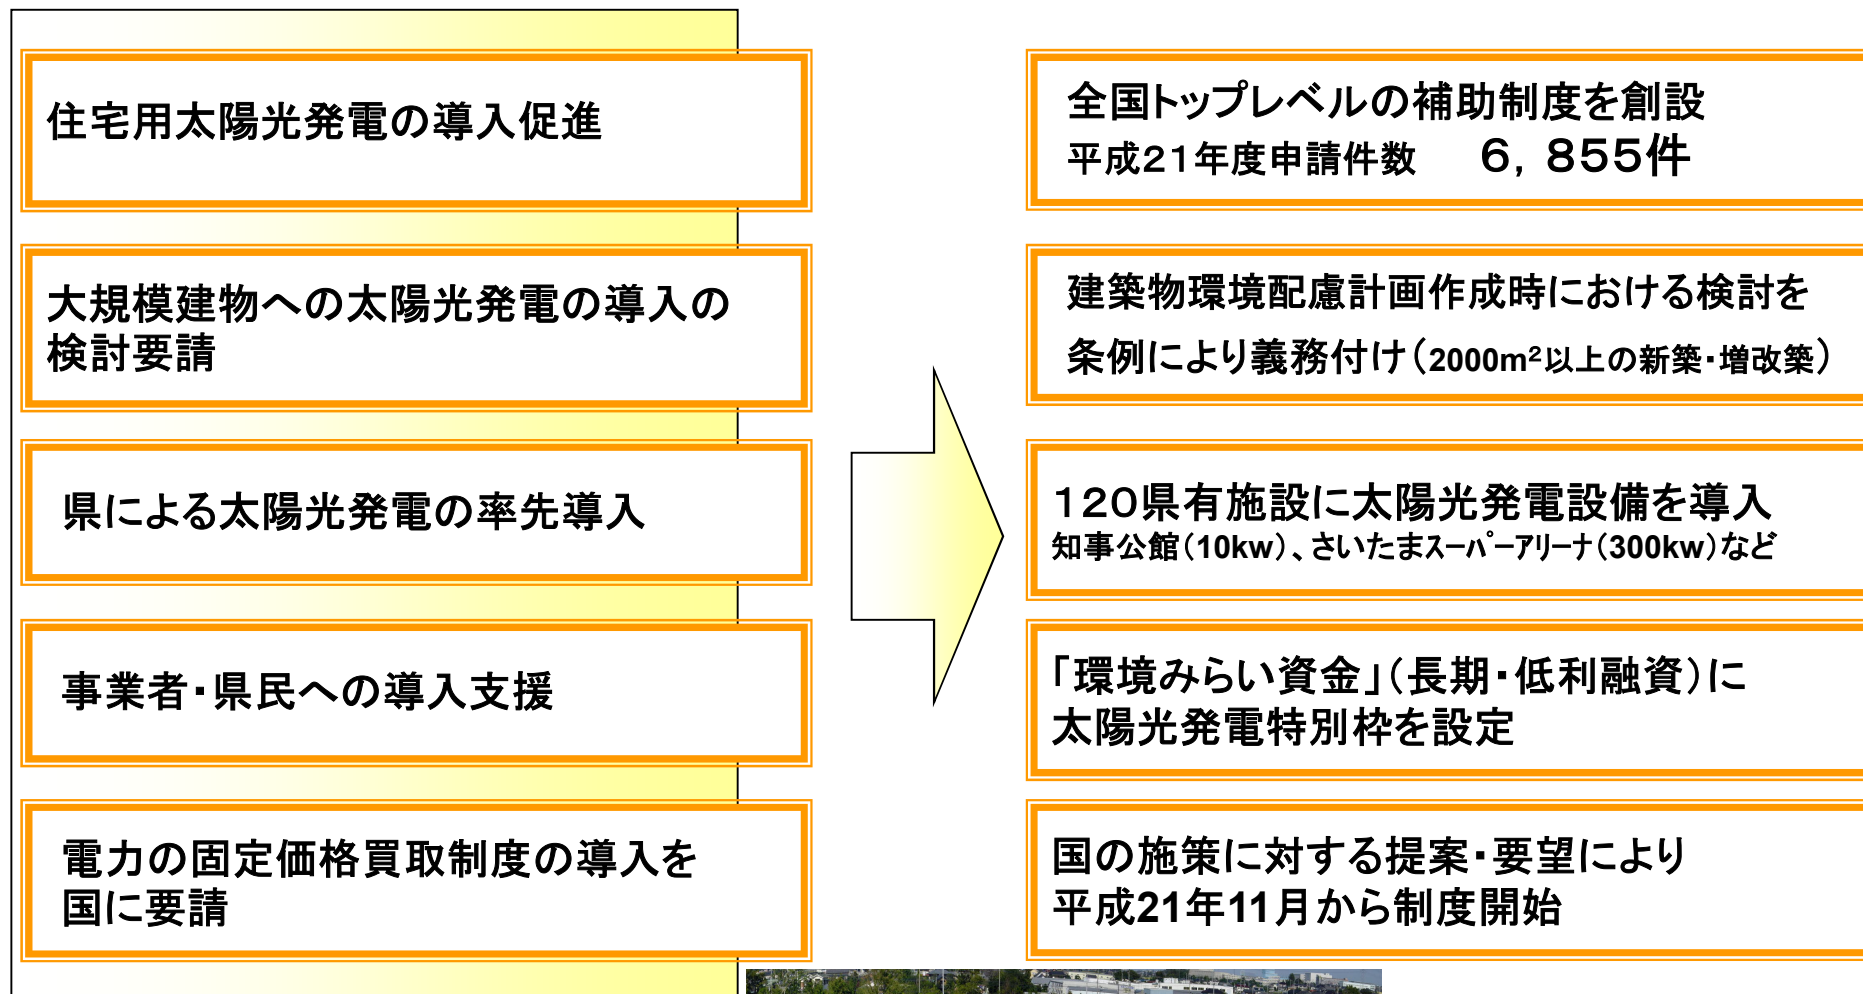 住宅用太陽光発電の導入促進
全国トップレベルの補助制度を創設
平成２１年度申請件数　６，８５５件
大規模建物への太陽光発電の導入の
検討要請
建築物環境配慮計画作成時における検討を
条例により義務付け（2000m²以上の新築・増改築）
県による太陽光発電の率先導入
１２０県有施設に太陽光発電設備を導入
知事公館（10kw）、さいたまｽｰﾊﾟｰｱﾘｰﾅ（300kw）など
事業者・県民への導入支援
「環境みらい資金」（長期・低利融資）に
太陽光発電特別枠を設定
電力の固定価格買取制度の導入を
国に要請
国の施策に対する提案・要望により
平成21年11月から制度開始